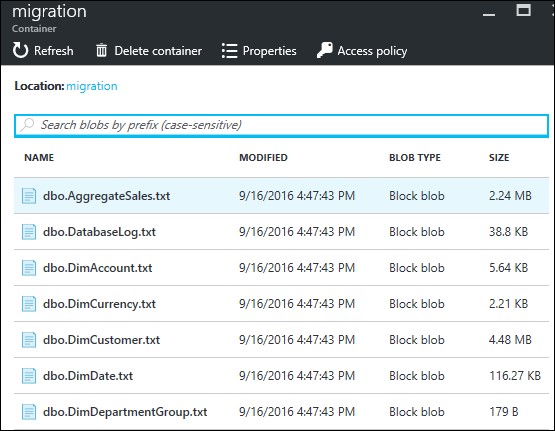 migration
Container
Refresh Delete container Properties Access policy
Location: migration
Search blobs by prefix (case-sensitive)
NAME MODIFIED BLOB TYPE SIZE
dbo.AggregateSales.txt 9/16/2016 4:47:43 PM Block blob 2.24 MB
dbo.DatabaseLog.txt 9/16/2016 4:47:43 PM Block blob 38.8 KB
dbo.DimAccount.txt 9/16/2016 4:47:43 PM Block blob 5.64 KB
dbo.DimCurrency.txt 9/16/2016 4:47:43 PM Block blob 2.21 KB
dbo.DimCustomer.txt 9/16/2016 4:47:43 PM Block blob 4.48 MB
dbo.DimDate.txt 9/16/2016 4:47:43 PM Block blob 116.27 KB
dbo.DimDepartmentGroup.txt 9/16/2016 4:47:43 PM Block blob 179 B